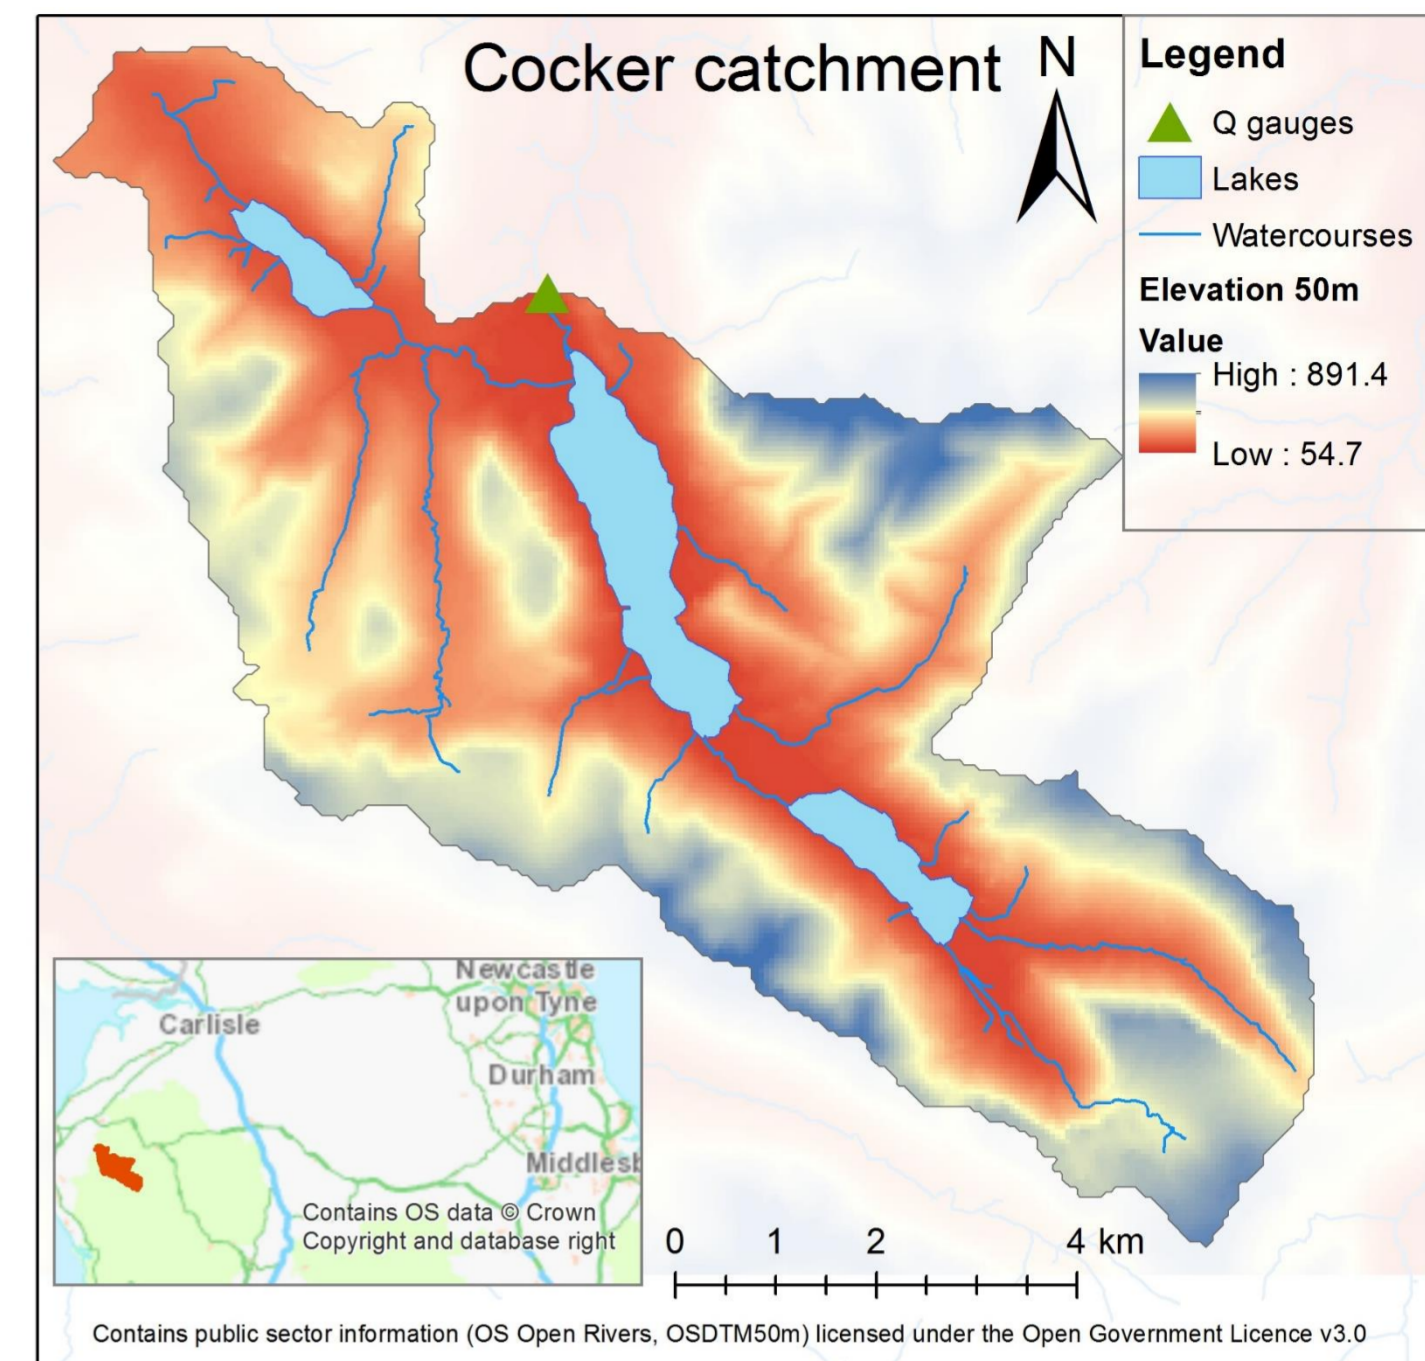 Cocker catchment
N
Legend
Q gauges
Lakes
Watercourses
Elevation 50m
Value
High : 891.4
Low : 54.7
Newcastle
upon Tyne
Carlisle
Durham
Middlesb
Contains OS data © Crown
Copyright and database right
0 1 2 4 km
Contains public sector information (OS Open Rivers, OSDTM50m) licensed under the Open Government Licence v3.0